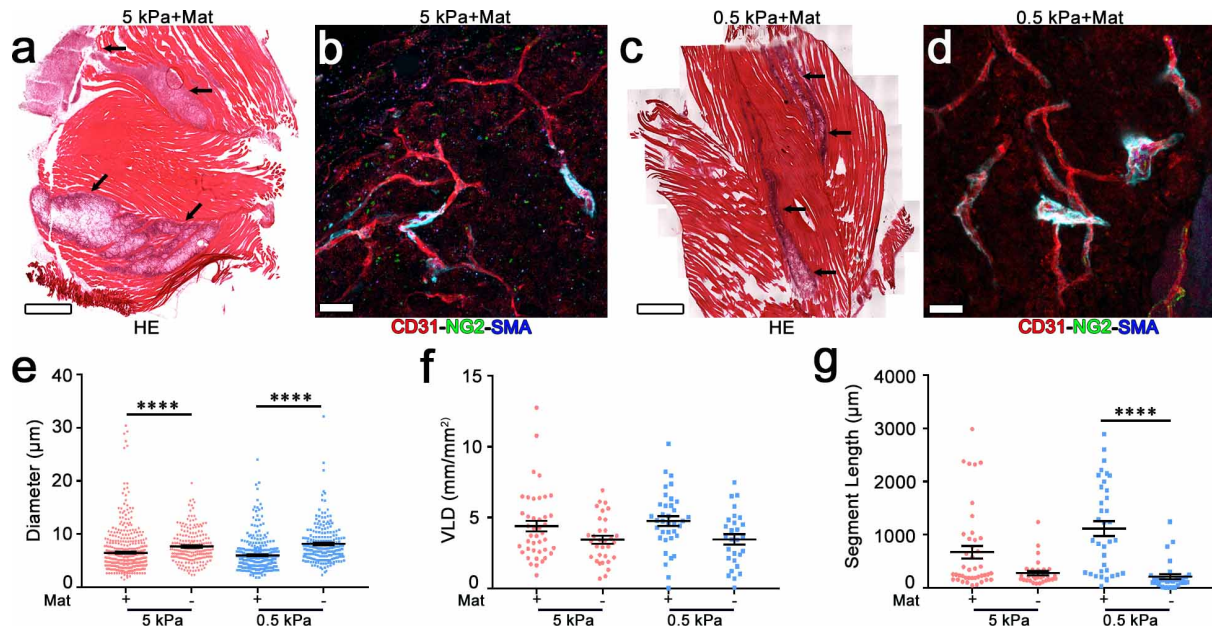 5 kPa+Mat
5 kPa+Mat
0.5 kPa+Mat
0.5 kPa+Mat
a
b
c
d
HE
CD31-NG2-SMA
HE
CD31-NG2-SMA
e
Diameter (µm)
40
30
20
10
0
****
****
Mat
+
-
+
-
5 kPa
0.5 kPa
f
VLD (mm/mm²)
15
10
5
0
Mat
+
-
+
-
5 kPa
0.5 kPa
g
Segment Length (µm)
4000
3000
2000
1000
0
****
Mat
+
-
+
-
5 kPa
0.5 kPa